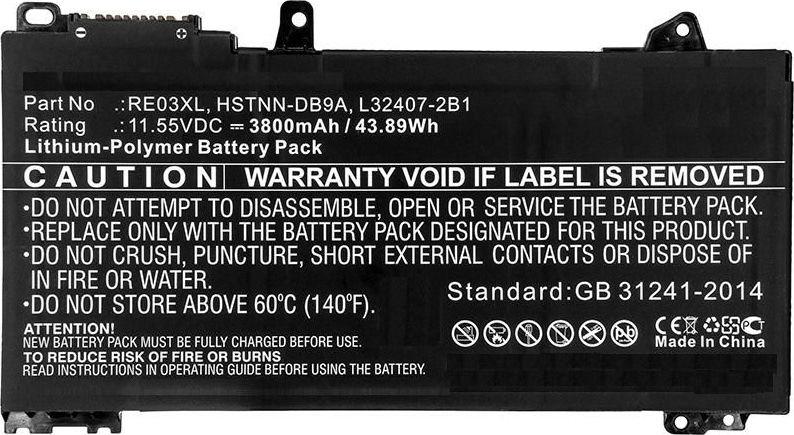 Part No .:RE03XL, HSTNN-DB9A, L32407-2B1
Rating .:11.55VDC ⎓ 3800mAh / 43.89Wh
Lithium-Polymer Battery Pack
CAUTION WARRANTY VOID IF LABEL IS REMOVED
•DO NOT ATTEMPT TO DISASSEMBLE, OPEN OR SERVICE THE BATTERY PACK.
•REPLACE ONLY WITH THE BATTERY PACK DESIGNATED FOR THIS PRODUCT.
•DO NOT CRUSH, PUNCTURE, SHORT EXTERNAL CONTACTS OR DISPOSE OF
IN FIRE OR WATER.
•DO NOT STORE ABOVE 60ºC (140ºF).
Standard:GB 31241-2014
ATTENTION!
NEW BATTERY PACK MUST BE FULLY CHARGED BEFORE USE.
TO REDUCE RISK OF FIRE OR BURNS
READ INSTRUCTIONS IN OPERATING GUIDE BEFORE USING THE BATTERY.
Pb
CE
Made In China